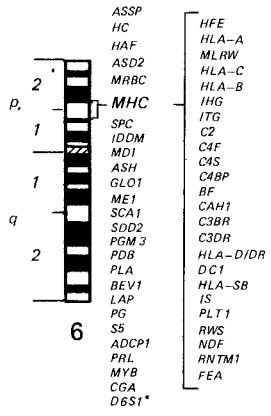 ASSP
HC
HAF
ASD2
MRBC
MHC
SPC
IDDM
MDI
ASH
GLO1
ME1
SCA1
SDD2
PGM3
PDB
PLA
BEV1
LAP
PG
S5
ADCP1
PRL
MYB
CGA
D6S1*
HFE
HLA-A
MLRW
HLA-C
HLA-B
IHG
ITG
C2
C4F
C4S
C4BP
BF
CAH1
C3BR
C3DR
HLA-D/DR
DC1
HLA-SB
IS
PLT1
RWS
NDF
RNTM1
FEA
2
p,
1
1
q
2
6